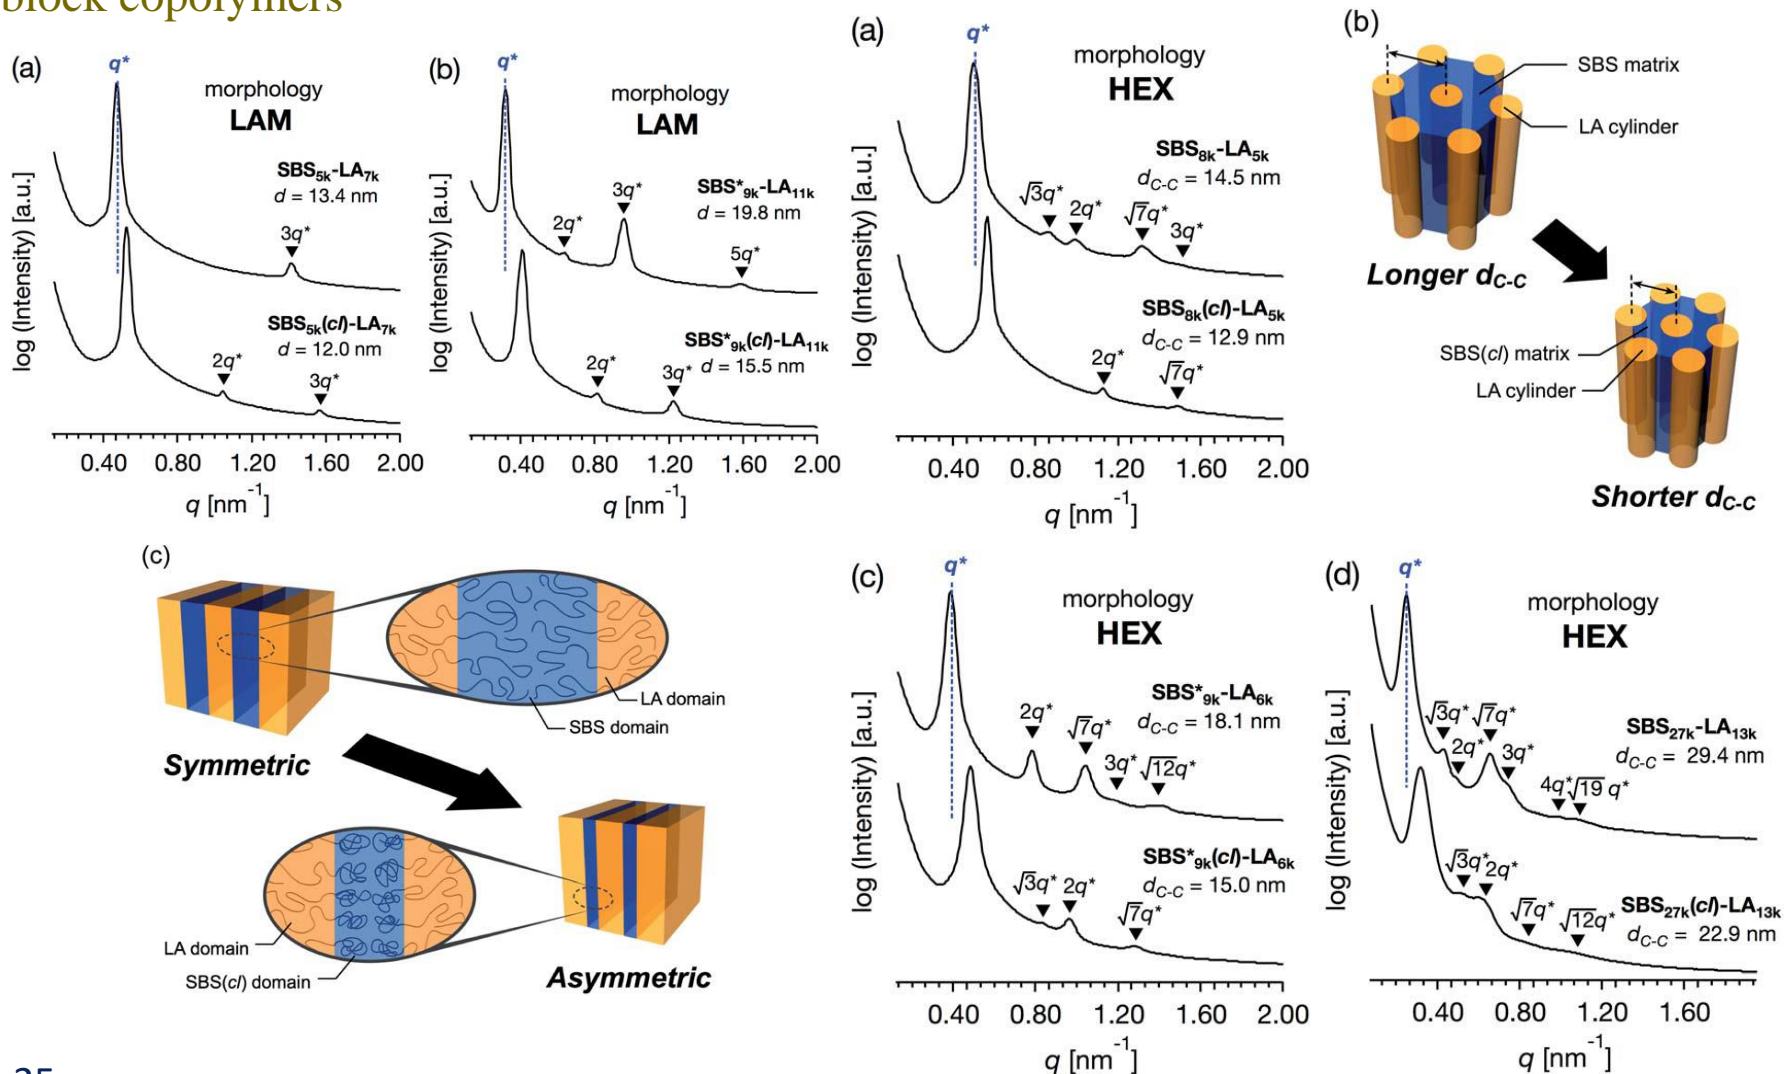 block copolymers
(a)
q*
morphology
LAM
SBS5k-LA7k
d = 13.4 nm
3q*
SBS5k(cl)-LA7k
d = 12.0 nm
2q*
3q*
log (Intensity) [a.u.]
0.40 0.80 1.20 1.60 2.00
q [nm-1]
(b)
q*
morphology
LAM
SBS*9k-LA11k
d = 19.8 nm
2q*
3q*
5q*
SBS*9k(cl)-LA11k
d = 15.5 nm
2q*
3q*
log (Intensity) [a.u.]
0.40 0.80 1.20 1.60 2.00
q [nm-1]
(c)
LA domain
SBS domain
Symmetric
LA domain
SBS(cl) domain
Asymmetric
(a)
q*
morphology
HEX
SBS8k-LA5k
dC-C = 14.5 nm
√3q*
2q*
√7q*
3q*
SBS8k(cl)-LA5k
dC-C = 12.9 nm
2q*
√7q*
log (Intensity) [a.u.]
0.40 0.80 1.20 1.60 2.00
q [nm-1]
(b)
SBS matrix
LA cylinder
Longer dC-C
SBS(cl) matrix
LA cylinder
Shorter dC-C
(c)
q*
morphology
HEX
SBS*9k-LA6k
dC-C = 18.1 nm
2q*
√7q*
3q*
√12q*
SBS*9k(cl)-LA6k
dC-C = 15.0 nm
√3q*
2q*
√7q*
log (Intensity) [a.u.]
0.40 0.80 1.20 1.60 2.00
q [nm-1]
(d)
q*
morphology
HEX
SBS27k-LA13k
dC-C = 29.4 nm
√3q*
2q*
√7q*
3q*
4q*
√19 q*
SBS27k(cl)-LA13k
dC-C = 22.9 nm
√3q*
2q*
√7q*
√12q*
log (Intensity) [a.u.]
0.40 0.80 1.20 1.60
q [nm-1]